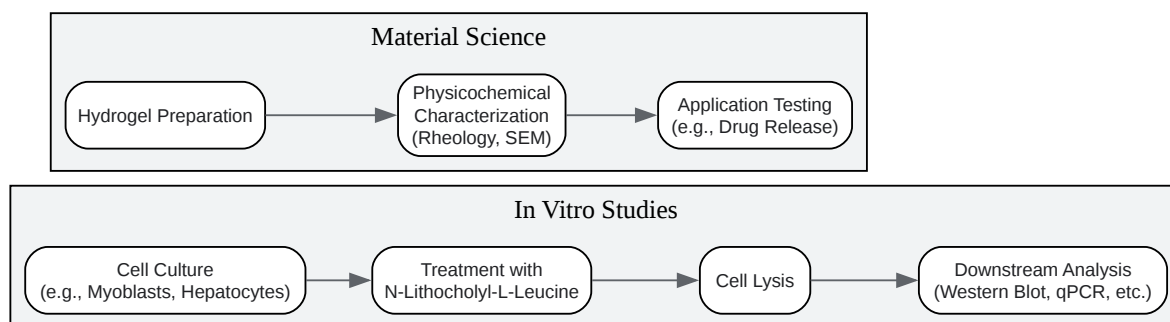 Material Science
Hydrogel Preparation
Physicochemical
Characterization
(Rheology, SEM)
Application Testing
(e.g., Drug Release)
In Vitro Studies
Cell Culture
(e.g., Myoblasts, Hepatocytes)
Treatment with
N-Lithocholyl-L-Leucine
Cell Lysis
Downstream Analysis
(Western Blot, qPCR, etc.)